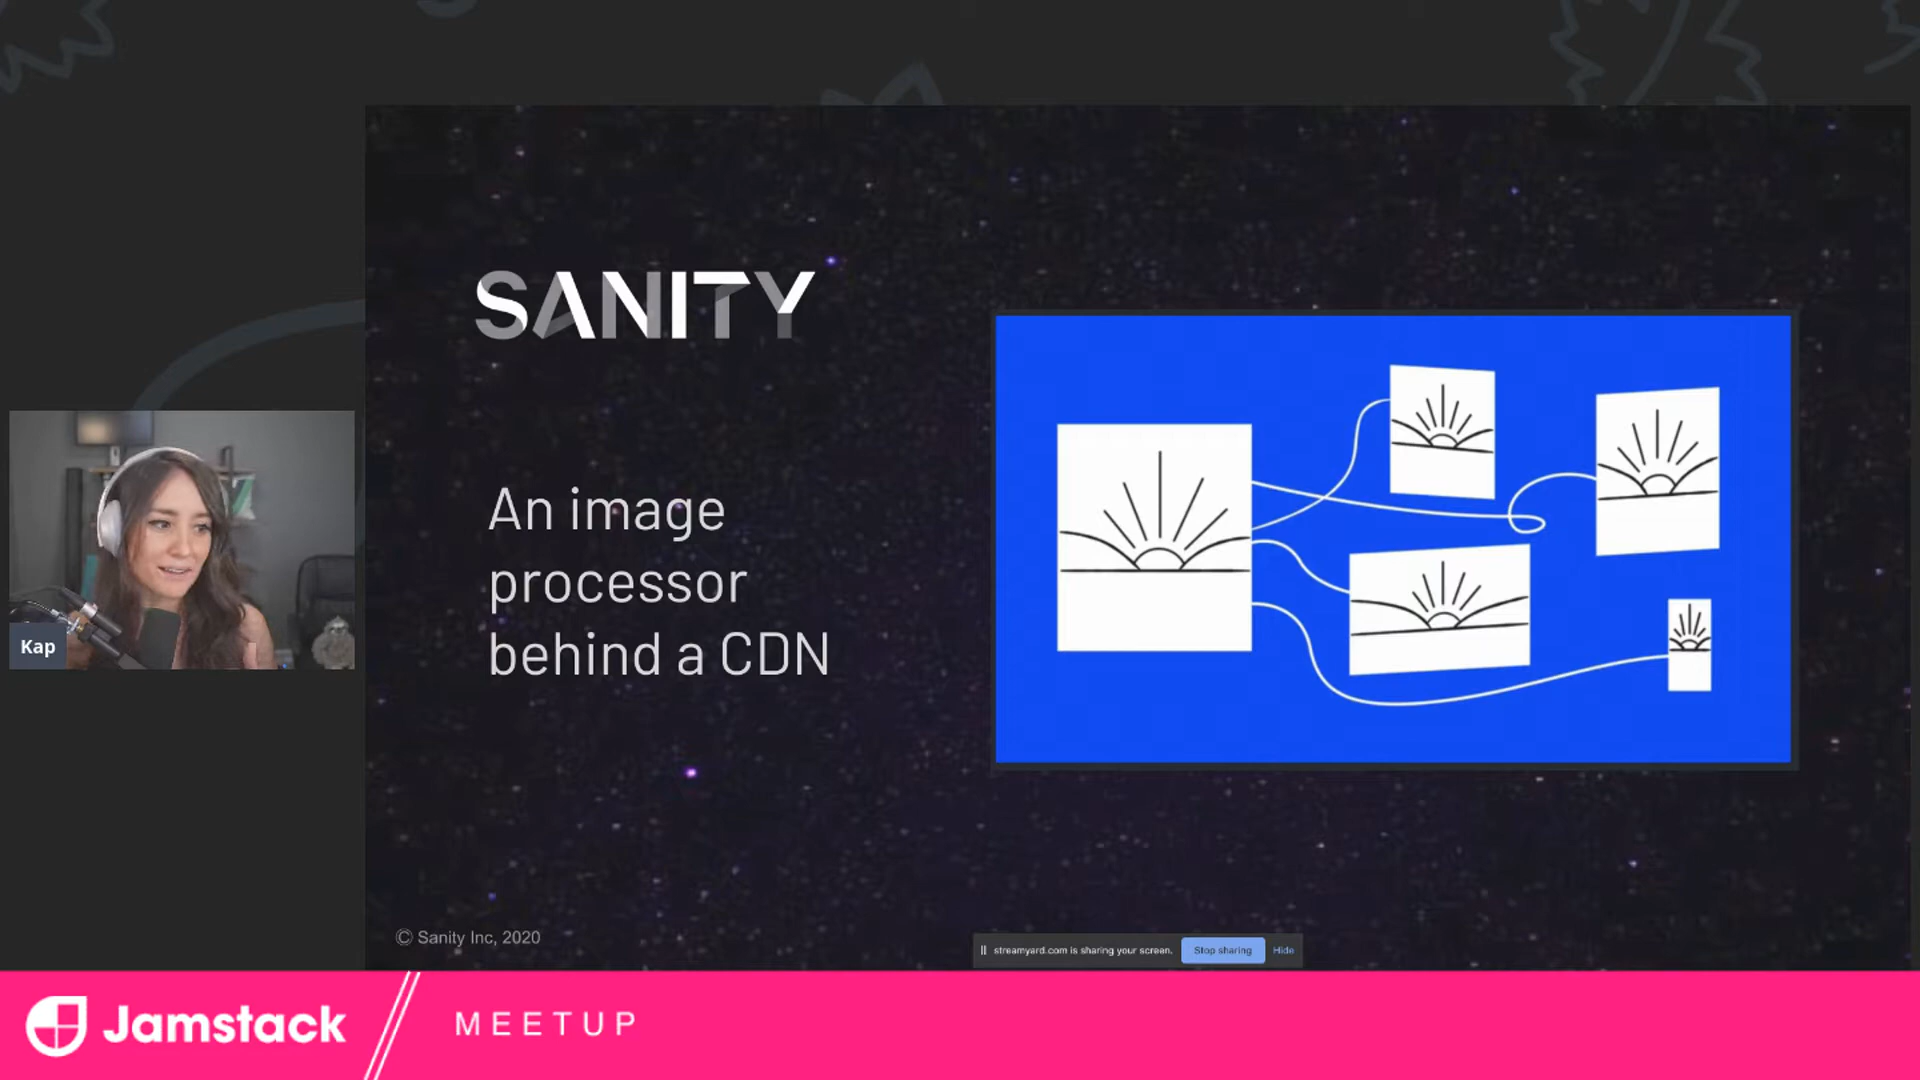 SANITY
An image
processor
behind a CDN
Kap
© Sanity Inc, 2020
streamyard.com is sharing your screen. Stop sharing Hide
Jamstack MEETUP